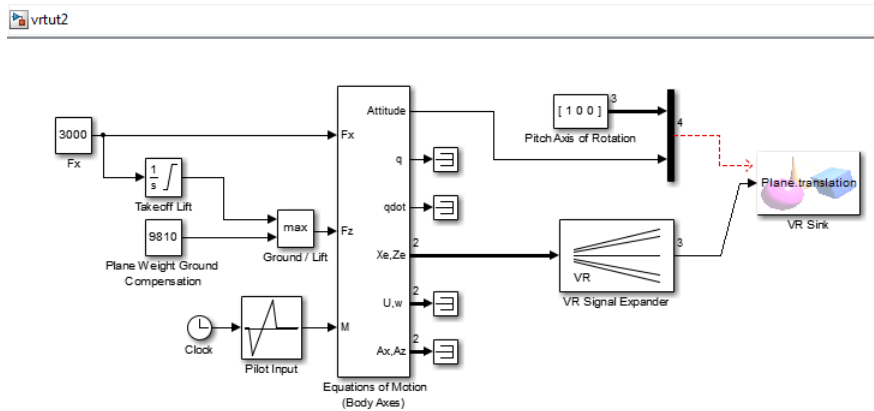 vrtut2
3000
Fx
1
s
Takeoff Lift
9810
Plane Weight Ground
Compensation
max
Ground / Lift
Clock
Pilot Input
Fx
Fz
M
Attitude
q
qdot
Xe,Ze
U,w
Ax,Az
2
2
2
Equations of Motion
(Body Axes)
[ 1 0 0 ]
3
Pitch Axis of Rotation
4
VR
VR Signal Expander
3
Plane.translation
VR Sink